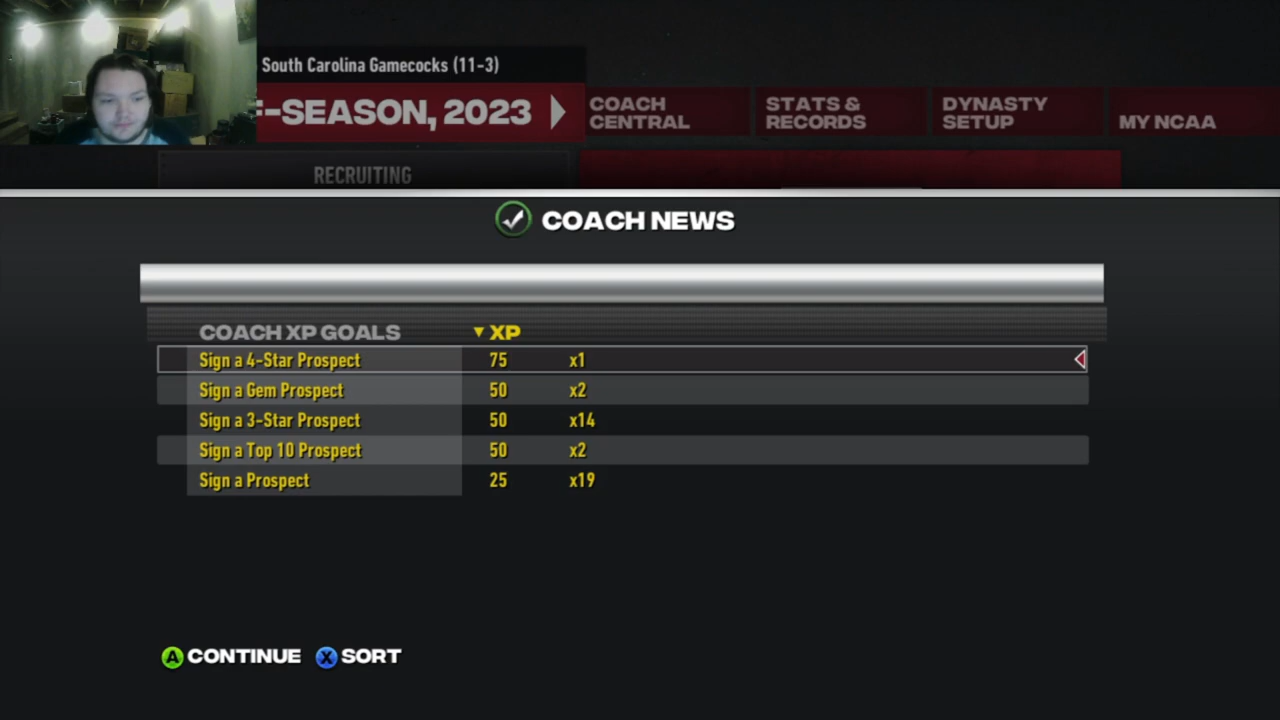 South Carolina Gamecocks (11-3)
F-SEASON, 2023
COACH CENTRAL
STATS & RECORDS
DYNASTY SETUP
MY NCAA
RECRUITING
COACH NEWS
COACH XP GOALS XP
Sign a 4-Star Prospect 75 x1
Sign a Gem Prospect 50 x2
Sign a 3-Star Prospect 50 x14
Sign a Top 10 Prospect 50 x2
Sign a Prospect 25 x19
A CONTINUE X SORT